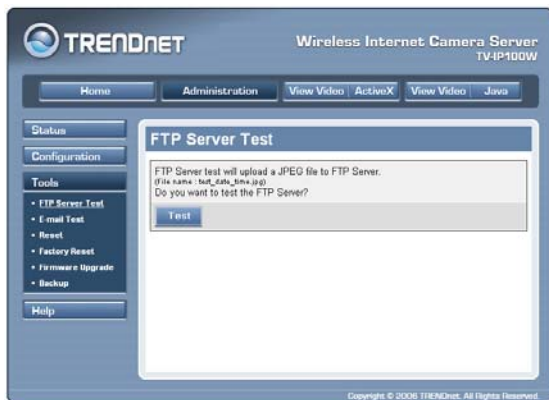 TRENDNET
Wireless Internet Camera Server
TV-IP100W
Home
Administration
View Video ActiveX
View Video Java
Status
Configuration
Tools
• FTP Server Test
• E-mail Test
• Reset
• Factory Reset
• Firmware Upgrade
• Backup
Help
FTP Server Test
FTP Server test will upload a JPEG file to FTP Server.
(File name : test_date_time.jpg)
Do you want to test the FTP Server?
Test
Copyright © 2006 TRENDnet. All Rights Reserved.